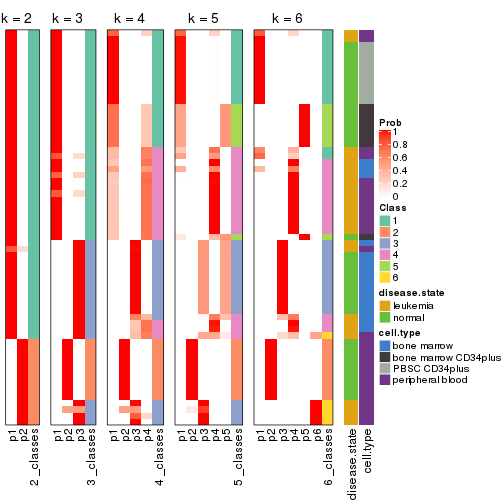 k = 2 k = 3 k = 4 k = 5 k = 6
Prob
1
0.8
0.6
0.4
0.2
0
Class
1
2
3
4
5
6
disease.state
leukemia
normal
cell.type
bone marrow
bone marrow CD34plus
PBSC CD34plus
peripheral blood
p1 p2 2_classes p1 p2 p3 3_classes p1 p2 p3 p4 4_classes p1 p2 p3 p4 p5 5_classes p1 p2 p3 p4 p5 p6 6_classes disease.state cell.type